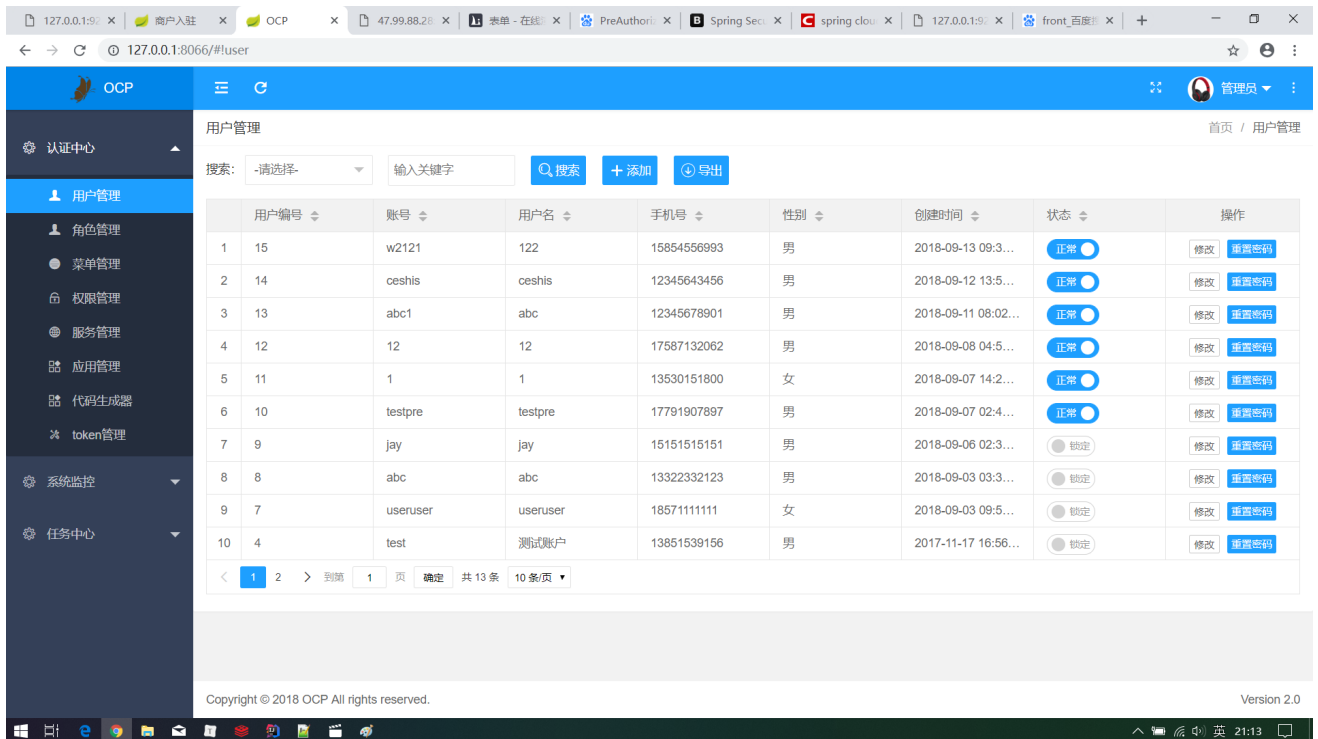 127.0.0.1:92 商户入驻 OCP 47.99.88.28 表单 - 在线 PreAuthoriz Spring Secu spring clou 127.0.0.1:92 front_百度
127.0.0.1:8066/#!user
OCP 管理员
用户管理 首页 / 用户管理
认证中心
用户管理
角色管理
菜单管理
权限管理
服务管理
应用管理
代码生成器
token管理
系统监控
任务中心
搜索: -请选择- 输入关键字 搜索 添加 导出
用户编号 账号 用户名 手机号 性别 创建时间 状态 操作
1 15 w2121 122 15854556993 男 2018-09-13 09:3... 正常 修改 重置密码
2 14 ceshis ceshis 12345643456 男 2018-09-12 13:5... 正常 修改 重置密码
3 13 abc1 abc 12345678901 男 2018-09-11 08:02... 正常 修改 重置密码
4 12 12 12 17587132062 男 2018-09-08 04:5... 正常 修改 重置密码
5 11 1 1 13530151800 女 2018-09-07 14:2... 正常 修改 重置密码
6 10 testpre testpre 17791907897 男 2018-09-07 02:4... 正常 修改 重置密码
7 9 jay jay 15151515151 男 2018-09-06 02:3... 锁定 修改 重置密码
8 8 abc abc 13322332123 男 2018-09-03 03:3... 锁定 修改 重置密码
9 7 useruser useruser 18571111111 女 2018-09-03 09:5... 锁定 修改 重置密码
10 4 test 测试账户 13851539156 男 2017-11-17 16:56... 锁定 修改 重置密码
1 2 到第 1 页 确定 共 13 条 10 条/页
Copyright © 2018 OCP All rights reserved. Version 2.0
英 21:13